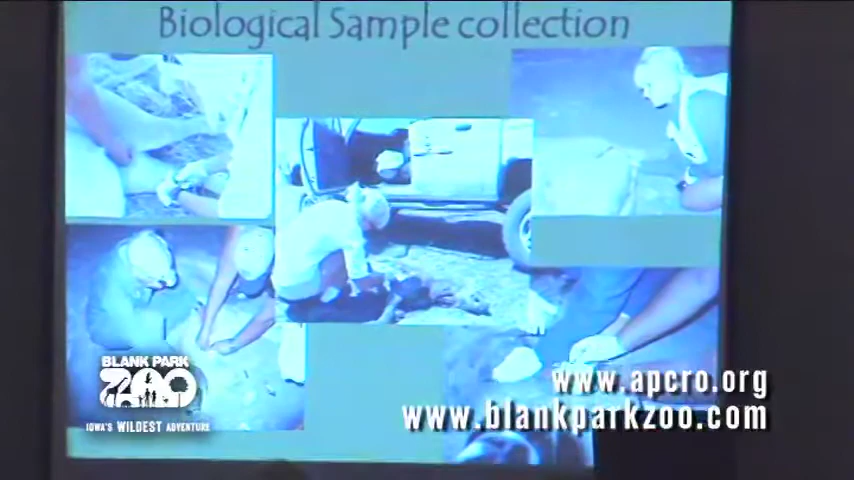 Biological Sample collection
BLANK PARK
ZOO
IOWA'S WILDEST ADVENTURE
www.apcro.org
www.blankparkzoo.com